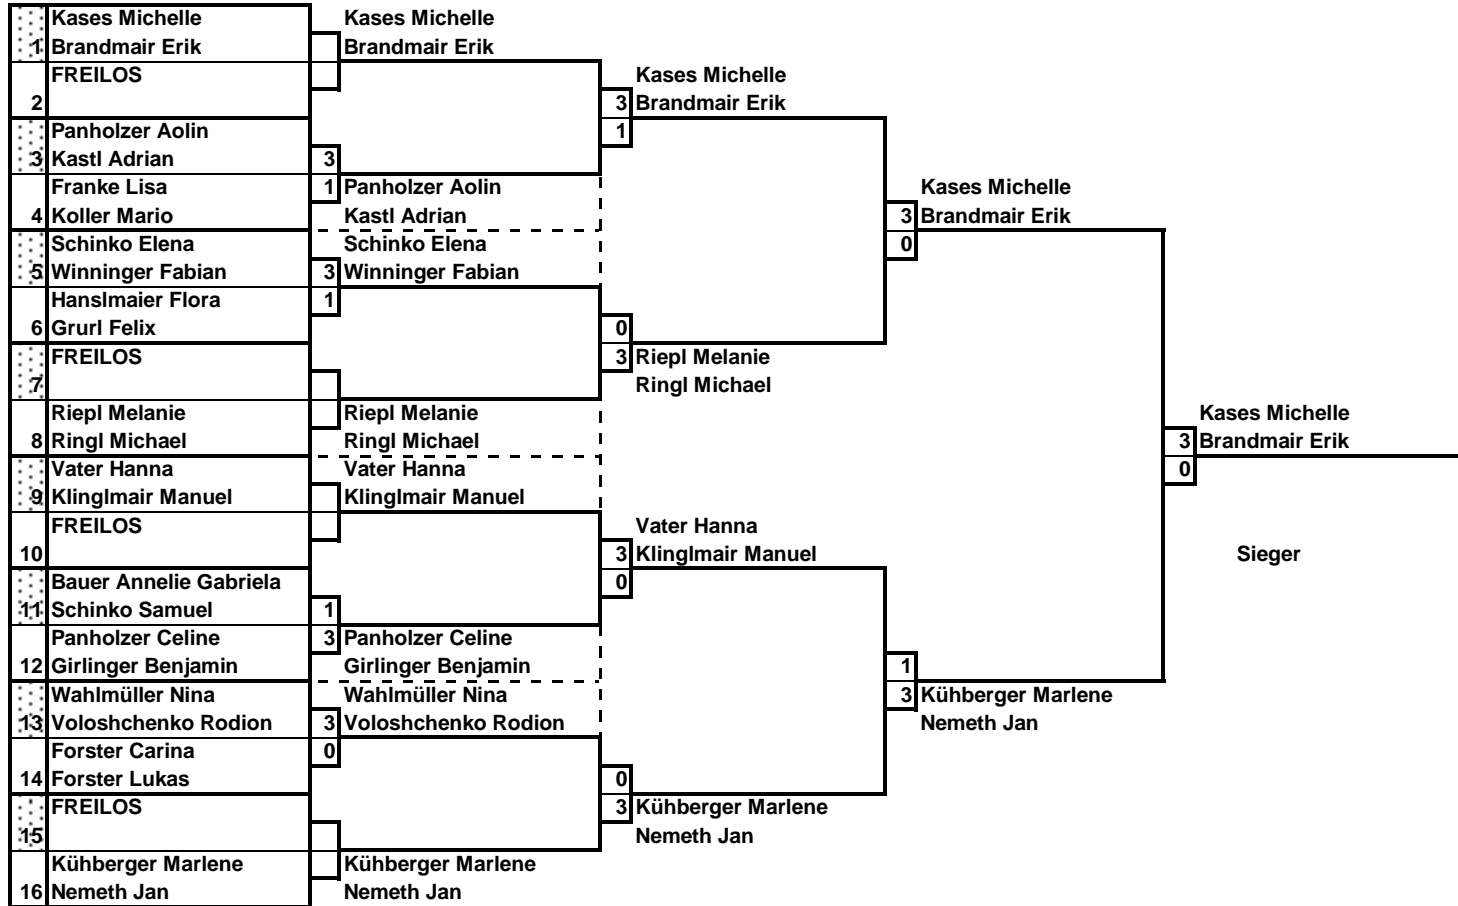 Kases Michelle Kases Michelle
1 Brandmair Erik Brandmair Erik
FREILOS Kases Michelle
2 3 Brandmair Erik
Panholzer Aolin 1
3 Kastl Adrian 3
Franke Lisa 1 Panholzer Aolin Kases Michelle
4 Koller Mario Kastl Adrian 3 Brandmair Erik
Schinko Elena Schinko Elena 0
5 Winninger Fabian 3 Winninger Fabian
Hanslmaier Flora 1
6 Grurl Felix 0
FREILOS 3 Riepl Melanie
7 Ringl Michael
Riepl Melanie Riepl Melanie Kases Michelle
8 Ringl Michael Ringl Michael 3 Brandmair Erik
Vater Hanna Vater Hanna 0
9 Klinglmair Manuel Klinglmair Manuel
FREILOS Vater Hanna
10 3 Klinglmair Manuel Sieger
Bauer Annelie Gabriela 0
11 Schinko Samuel 1
Panholzer Celine 3 Panholzer Celine
12 Girlinger Benjamin Girlinger Benjamin 1
Wahlmüller Nina Wahlmüller Nina 3 Kühberger Marlene
13 Voloshchenko Rodion 3 Voloshchenko Rodion Nemeth Jan
Forster Carina 0
14 Forster Lukas 0
FREILOS 3 Kühberger Marlene
15 Nemeth Jan
Kühberger Marlene Kühberger Marlene
16 Nemeth Jan Nemeth Jan